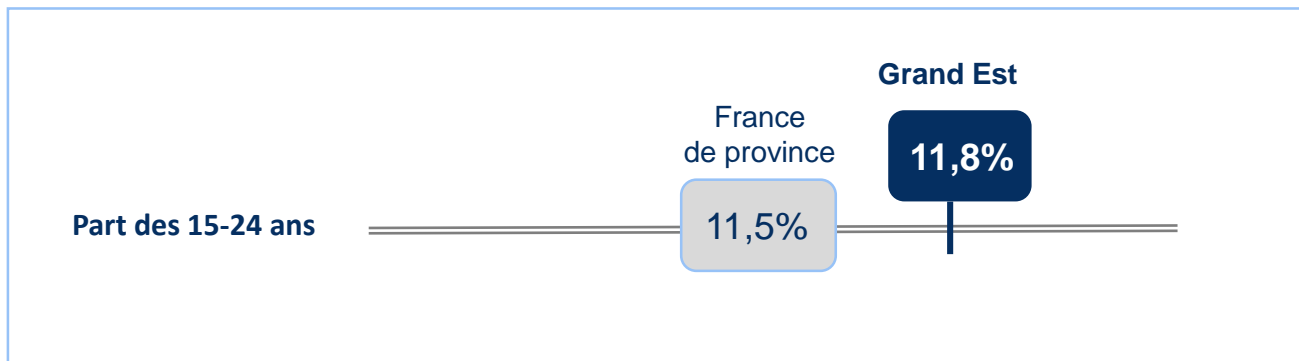 Grand Est
11,8%
France
de province
11,5%
Part des 15-24 ans